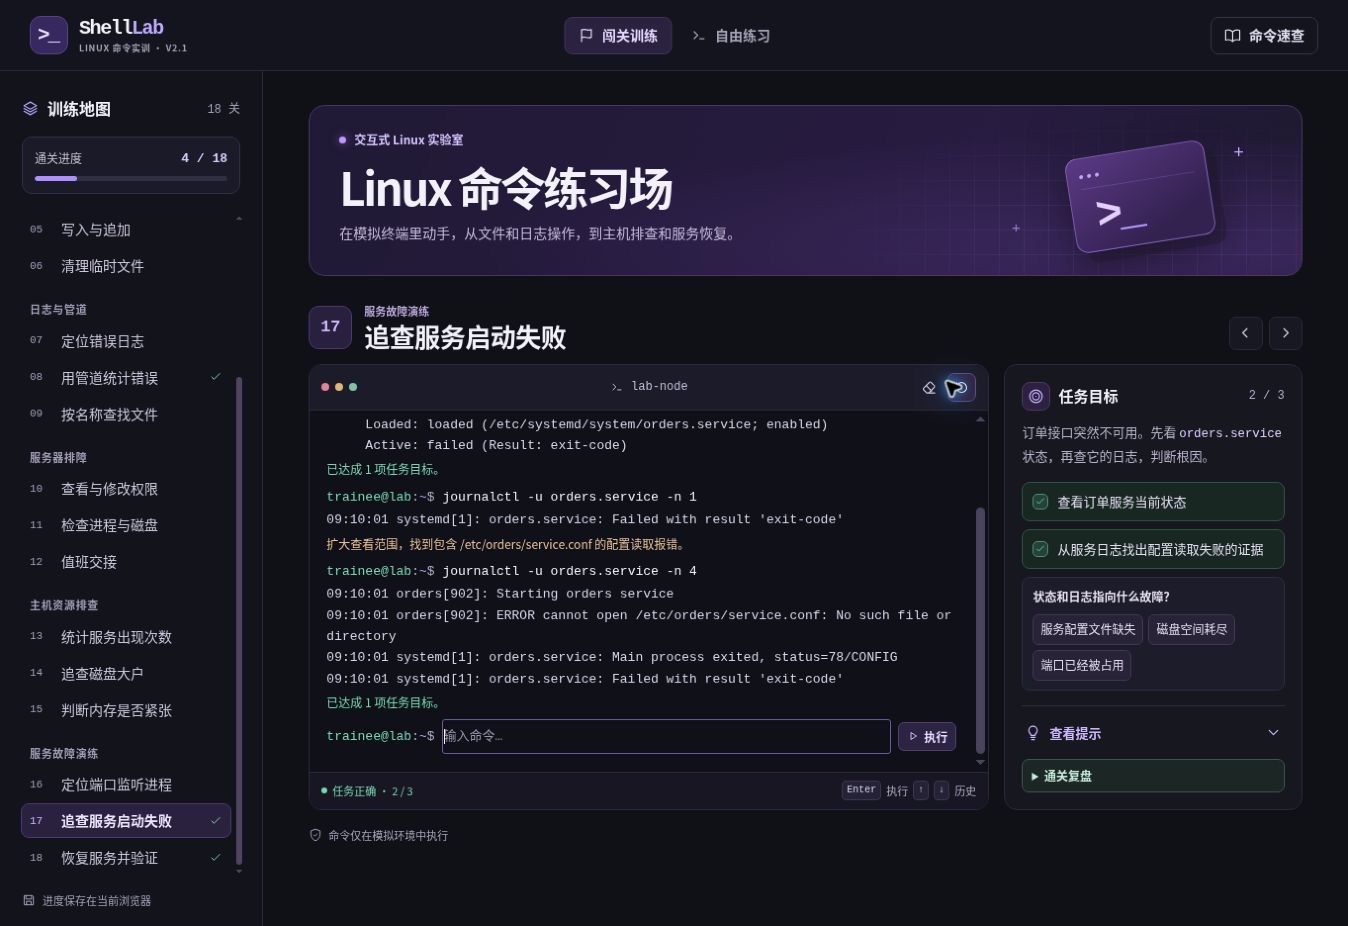 >_ ShellLab
LINUX 命令实训 · V2.1
闯关训练
>_ 自由练习
命令速查
训练地图 18 关
通关进度 4 / 18
05 写入与追加
06 清理临时文件
日志与管道
07 定位错误日志
08 用管道统计错误
09 按名称查找文件
服务器排障
10 查看与修改权限
11 检查进程与磁盘
12 值班交接
主机资源排查
13 统计服务出现次数
14 追查磁盘大户
15 判断内存是否紧张
服务故障演练
16 定位端口监听进程
17 追查服务启动失败
18 恢复服务并验证
进度保存在当前浏览器
交互式 Linux 实验室
Linux 命令练习场
在模拟终端里动手，从文件和日志操作，到主机排查和服务恢复。
>_
17
服务故障演练
追查服务启动失败
>_ lab-node
Loaded: loaded (/etc/systemd/system/orders.service; enabled)
Active: failed (Result: exit-code)
已达成 1 项任务目标。
trainee@lab:~$ journalctl -u orders.service -n 1
09:10:01 systemd[1]: orders.service: Failed with result 'exit-code'
扩大查看范围，找到包含 /etc/orders/service.conf 的配置读取报错。
trainee@lab:~$ journalctl -u orders.service -n 4
09:10:01 orders[902]: Starting orders service
09:10:01 orders[902]: ERROR cannot open /etc/orders/service.conf: No such file or
directory
09:10:01 systemd[1]: orders.service: Main process exited, status=78/CONFIG
09:10:01 systemd[1]: orders.service: Failed with result 'exit-code'
已达成 1 项任务目标。
trainee@lab:~$ 输入命令…
执行
任务正确 · 2/3
Enter 执行 ↑ ↓ 历史
命令仅在模拟环境中执行
任务目标 2 / 3
订单接口突然不可用。先看 orders.service
状态，再查它的日志，判断根因。
查看订单服务当前状态
从服务日志找出配置读取失败的证据
状态和日志指向什么故障？
服务配置文件缺失
磁盘空间耗尽
端口已经被占用
查看提示
通关复盘